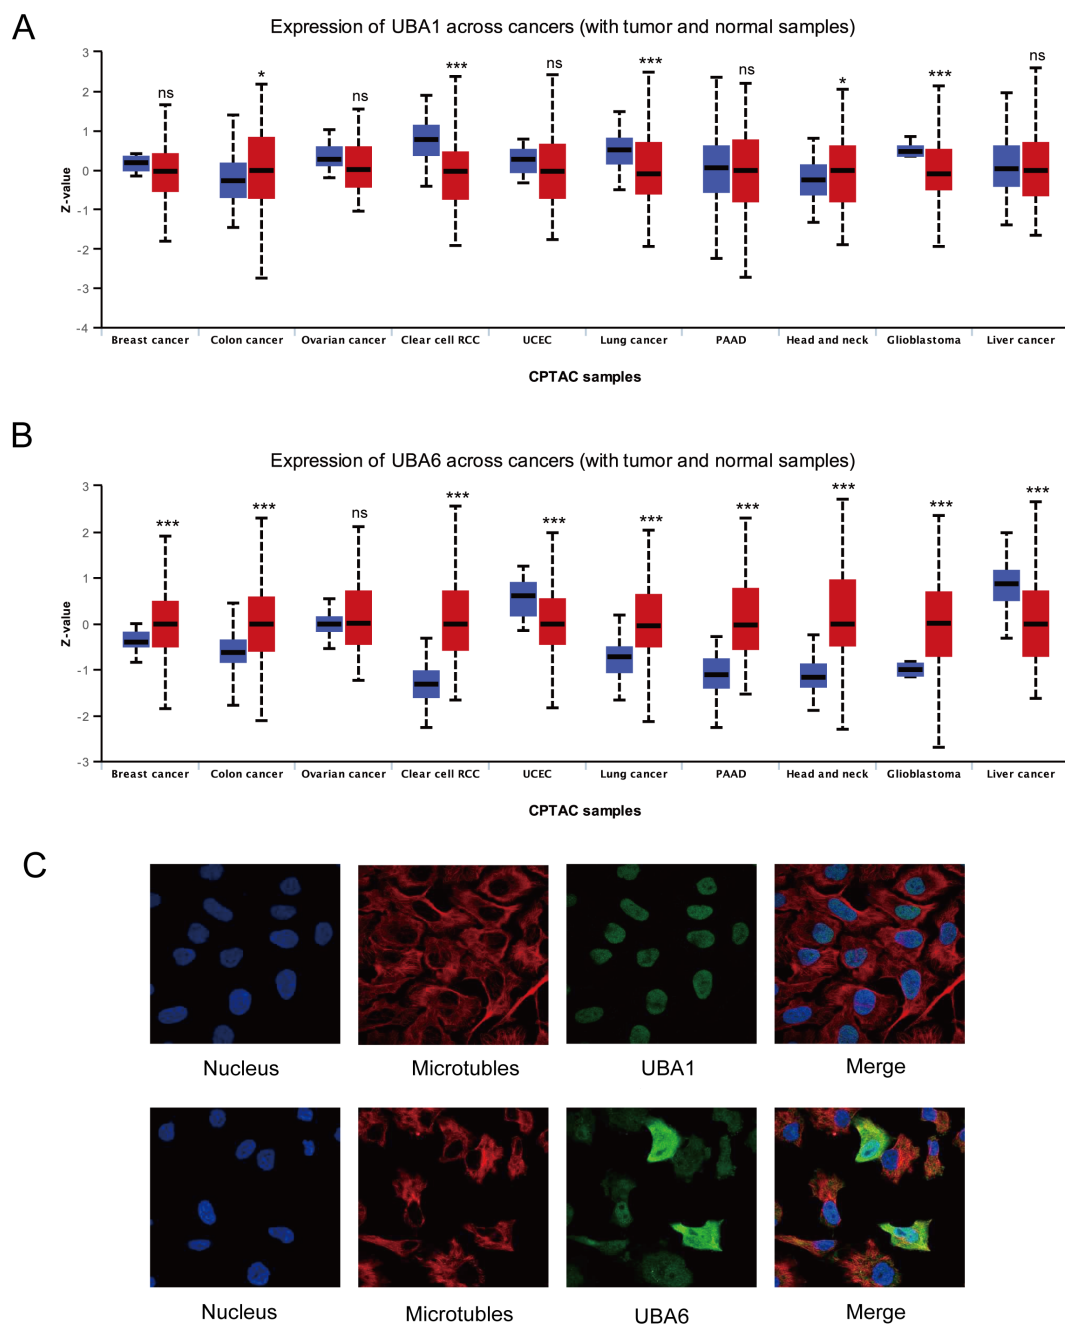 A
Expression of UBA1 across cancers (with tumor and normal samples)
3
2
1
0
-1
-2
-3
-4
Z-value
ns
*
***
ns
ns
***
ns
*
***
ns
Breast cancer
Colon cancer
Ovarian cancer
Clear cell RCC
UCEC
Lung cancer
PAAD
Head and neck
Glioblastoma
Liver cancer
CPTAC samples
B
Expression of UBA6 across cancers (with tumor and normal samples)
3
2
1
0
-1
-2
-3
Z-value
***
***
ns
***
***
***
***
***
***
***
Breast cancer
Colon cancer
Ovarian cancer
Clear cell RCC
UCEC
Lung cancer
PAAD
Head and neck
Glioblastoma
Liver cancer
CPTAC samples
C
Nucleus
Microtubles
UBA1
Merge
Nucleus
Microtubles
UBA6
Merge